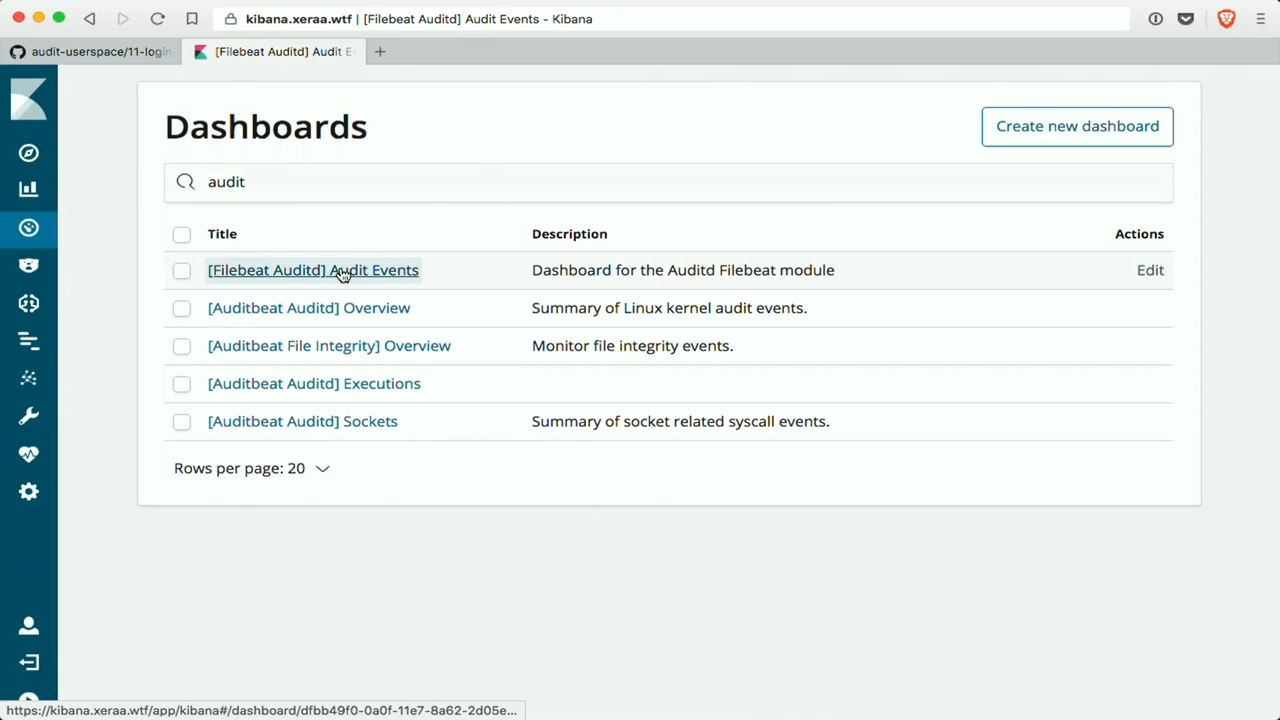 kibana.xeraa.wtf | [Filebeat Auditd] Audit Events - Kibana
audit-userspace/11-login
[Filebeat Auditd] Audit E
Dashboards
Create new dashboard
audit
Title Description Actions
[Filebeat Auditd] Audit Events Dashboard for the Auditd Filebeat module Edit
[Auditbeat Auditd] Overview Summary of Linux kernel audit events.
[Auditbeat File Integrity] Overview Monitor file integrity events.
[Auditbeat Auditd] Executions
[Auditbeat Auditd] Sockets Summary of socket related syscall events.
Rows per page: 20
https://kibana.xeraa.wtf/app/kibana#/dashboard/dfbb49f0-0a0f-11e7-8a62-2d05e...